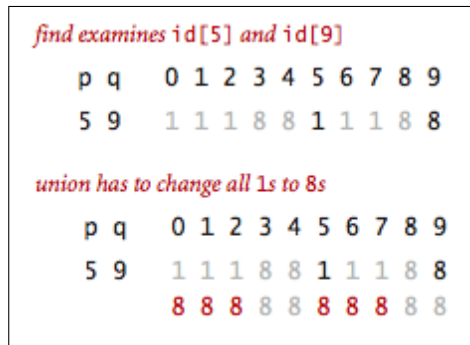 find examines id[5] and id[9]
p q 0 1 2 3 4 5 6 7 8 9
5 9 1 1 1 8 8 1 1 1 8 8
union has to change all 1s to 8s
p q 0 1 2 3 4 5 6 7 8 9
5 9 1 1 1 8 8 1 1 1 8 8
8 8 8 8 8 8 8 8 8 8